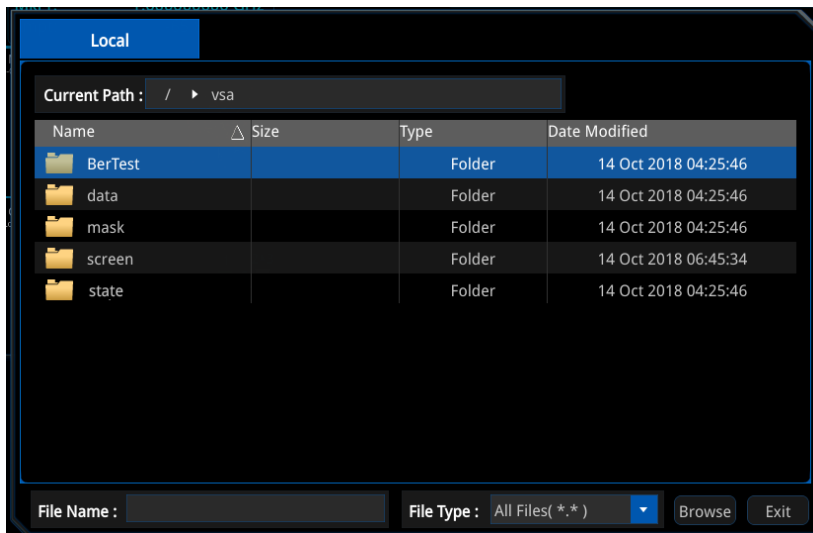 Local
Current Path : / vsa
Name Size Type Date Modified
BerTest Folder 14 Oct 2018 04:25:46
data Folder 14 Oct 2018 04:25:46
mask Folder 14 Oct 2018 04:25:46
screen Folder 14 Oct 2018 06:45:34
state Folder 14 Oct 2018 04:25:46
File Name : File Type : All Files( *.* ) Browse Exit